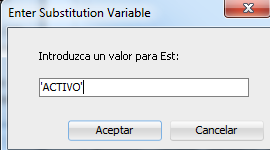 Enter Substitution Variable
Introduzca un valor para Est:
'ACTIVO'
Aceptar
Cancelar